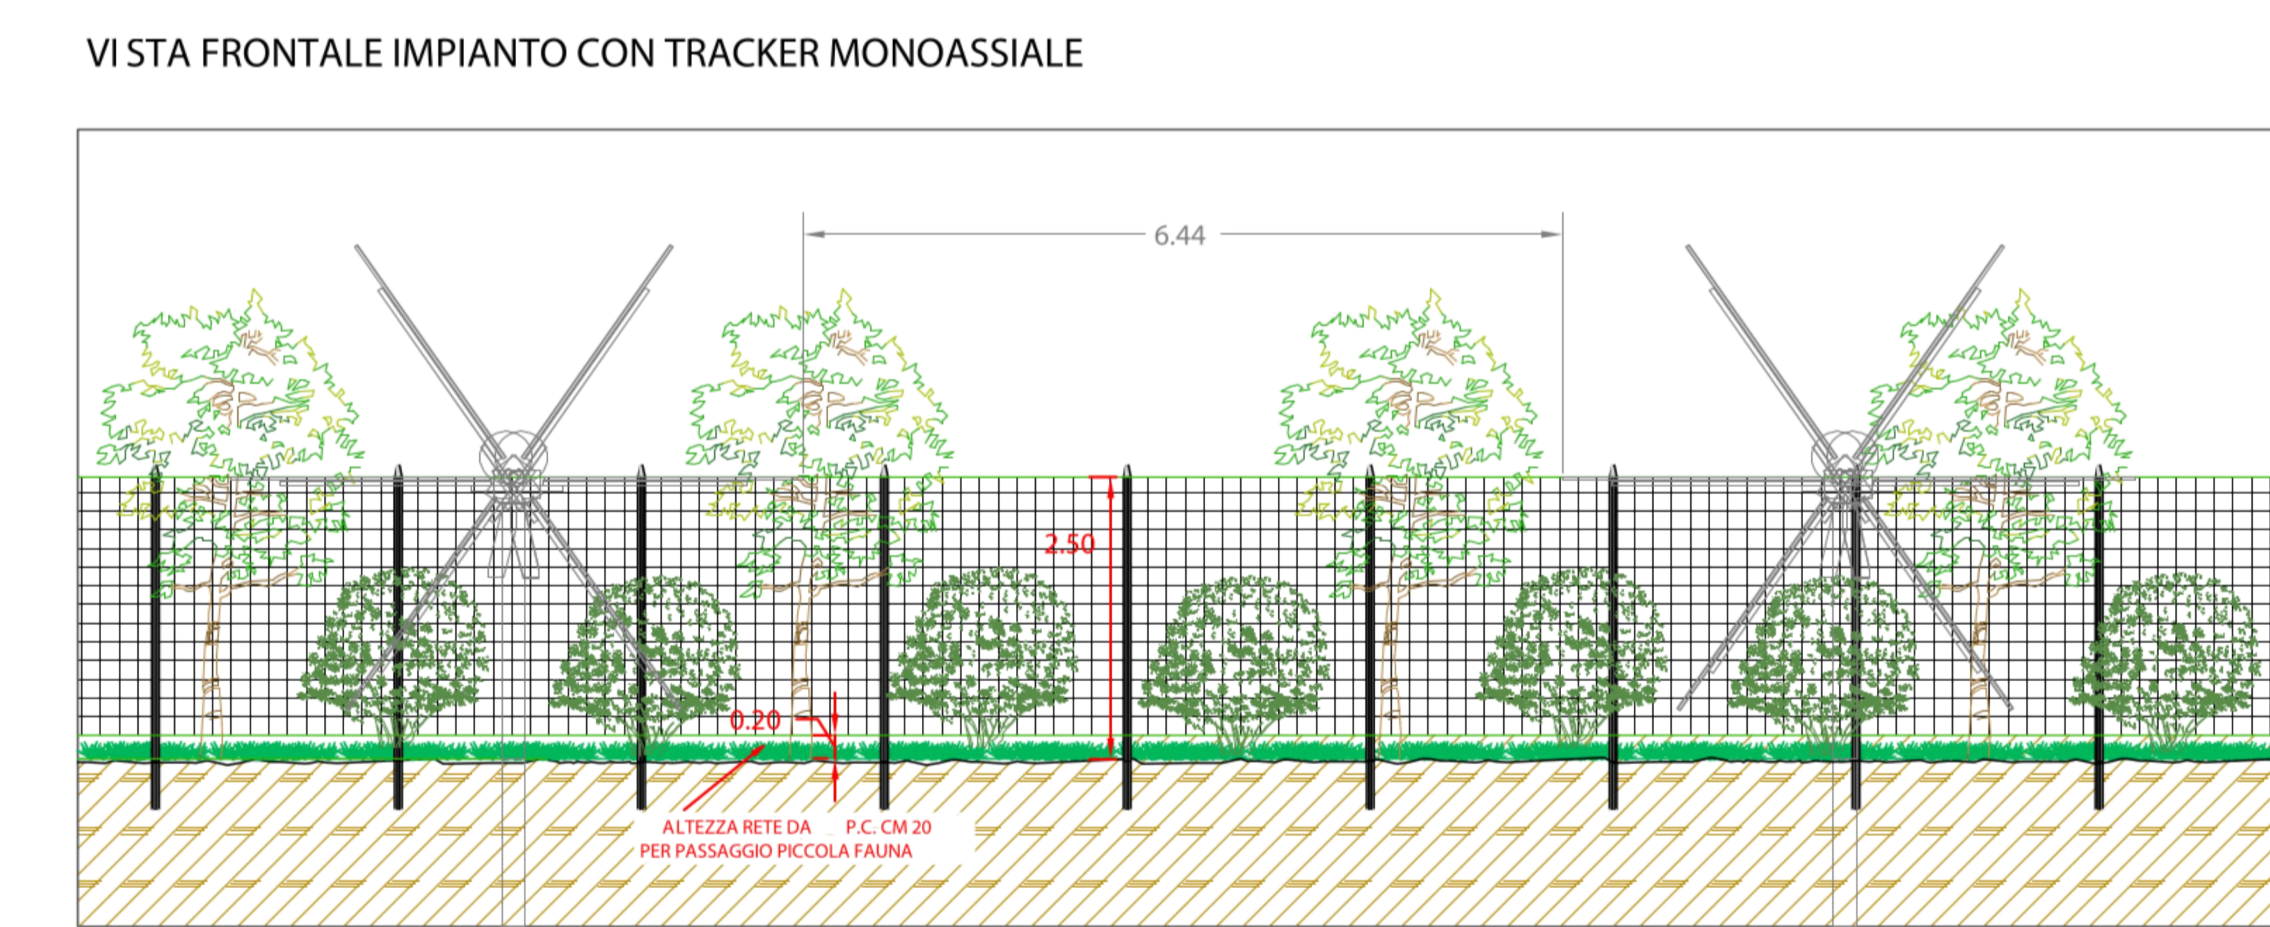 VI STA FRONTALE IMPIANTO CON TRACKER MONOASSIALE
6.44
2.50
0.20
ALTEZZA RETE DA P.C. CM 20
PER PASSAGGIO PICCOLA FAUNA